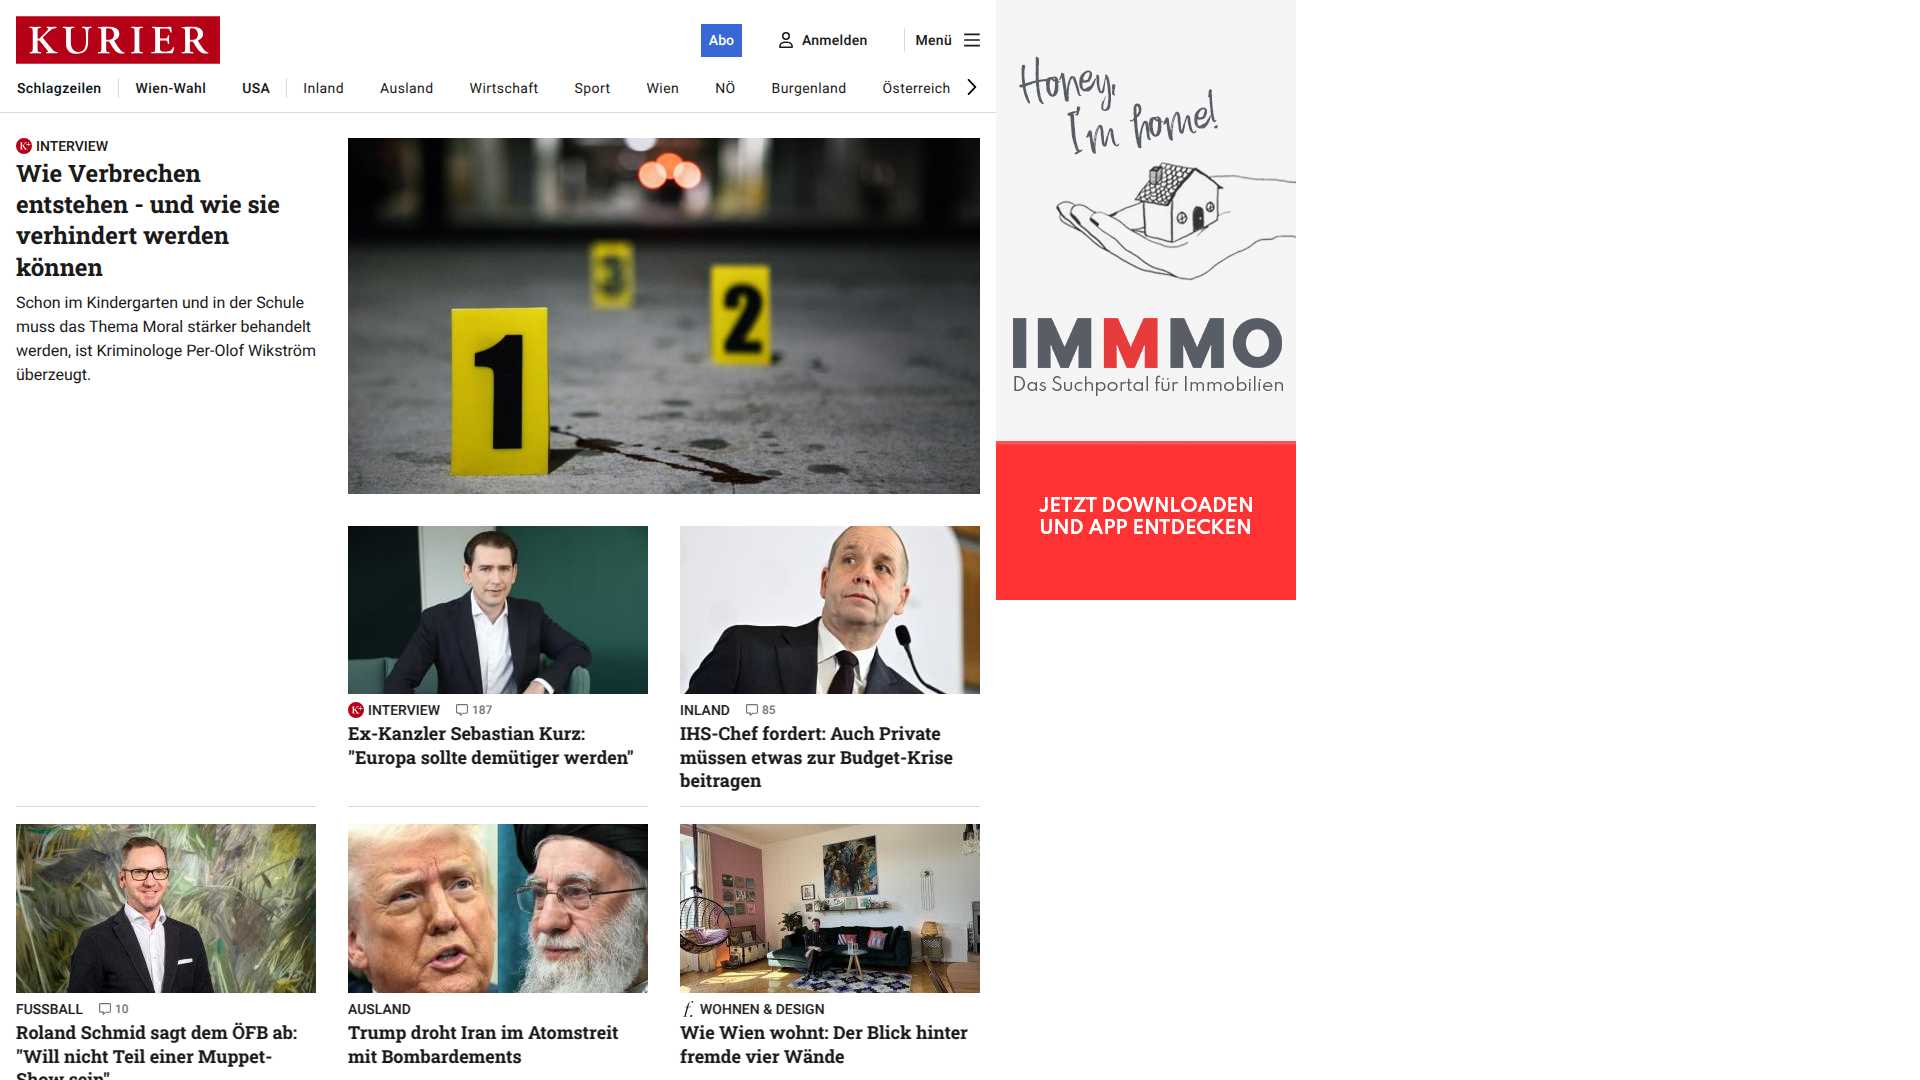 KURIER
Abo
Anmelden
Menü
Schlagzeilen
Wien-Wahl
USA
Inland
Ausland
Wirtschaft
Sport
Wien
NÖ
Burgenland
Österreich
K+ INTERVIEW
Wie Verbrechen
entstehen - und wie sie
verhindert werden
können
Schon im Kindergarten und in der Schule
muss das Thema Moral stärker behandelt
werden, ist Kriminologe Per-Olof Wikström
überzeugt.
3
2
1
K+ INTERVIEW 187
Ex-Kanzler Sebastian Kurz:
"Europa sollte demütiger werden"
INLAND 85
IHS-Chef fordert: Auch Private
müssen etwas zur Budget-Krise
beitragen
FUSSBALL 10
Roland Schmid sagt dem ÖFB ab:
"Will nicht Teil einer Muppet-
Show sein"
AUSLAND
Trump droht Iran im Atomstreit
mit Bombardements
f. WOHNEN & DESIGN
Wie Wien wohnt: Der Blick hinter
fremde vier Wände
Honey,
I'm home!
IMMMO
Das Suchportal für Immobilien
JETZT DOWNLOADEN
UND APP ENTDECKEN